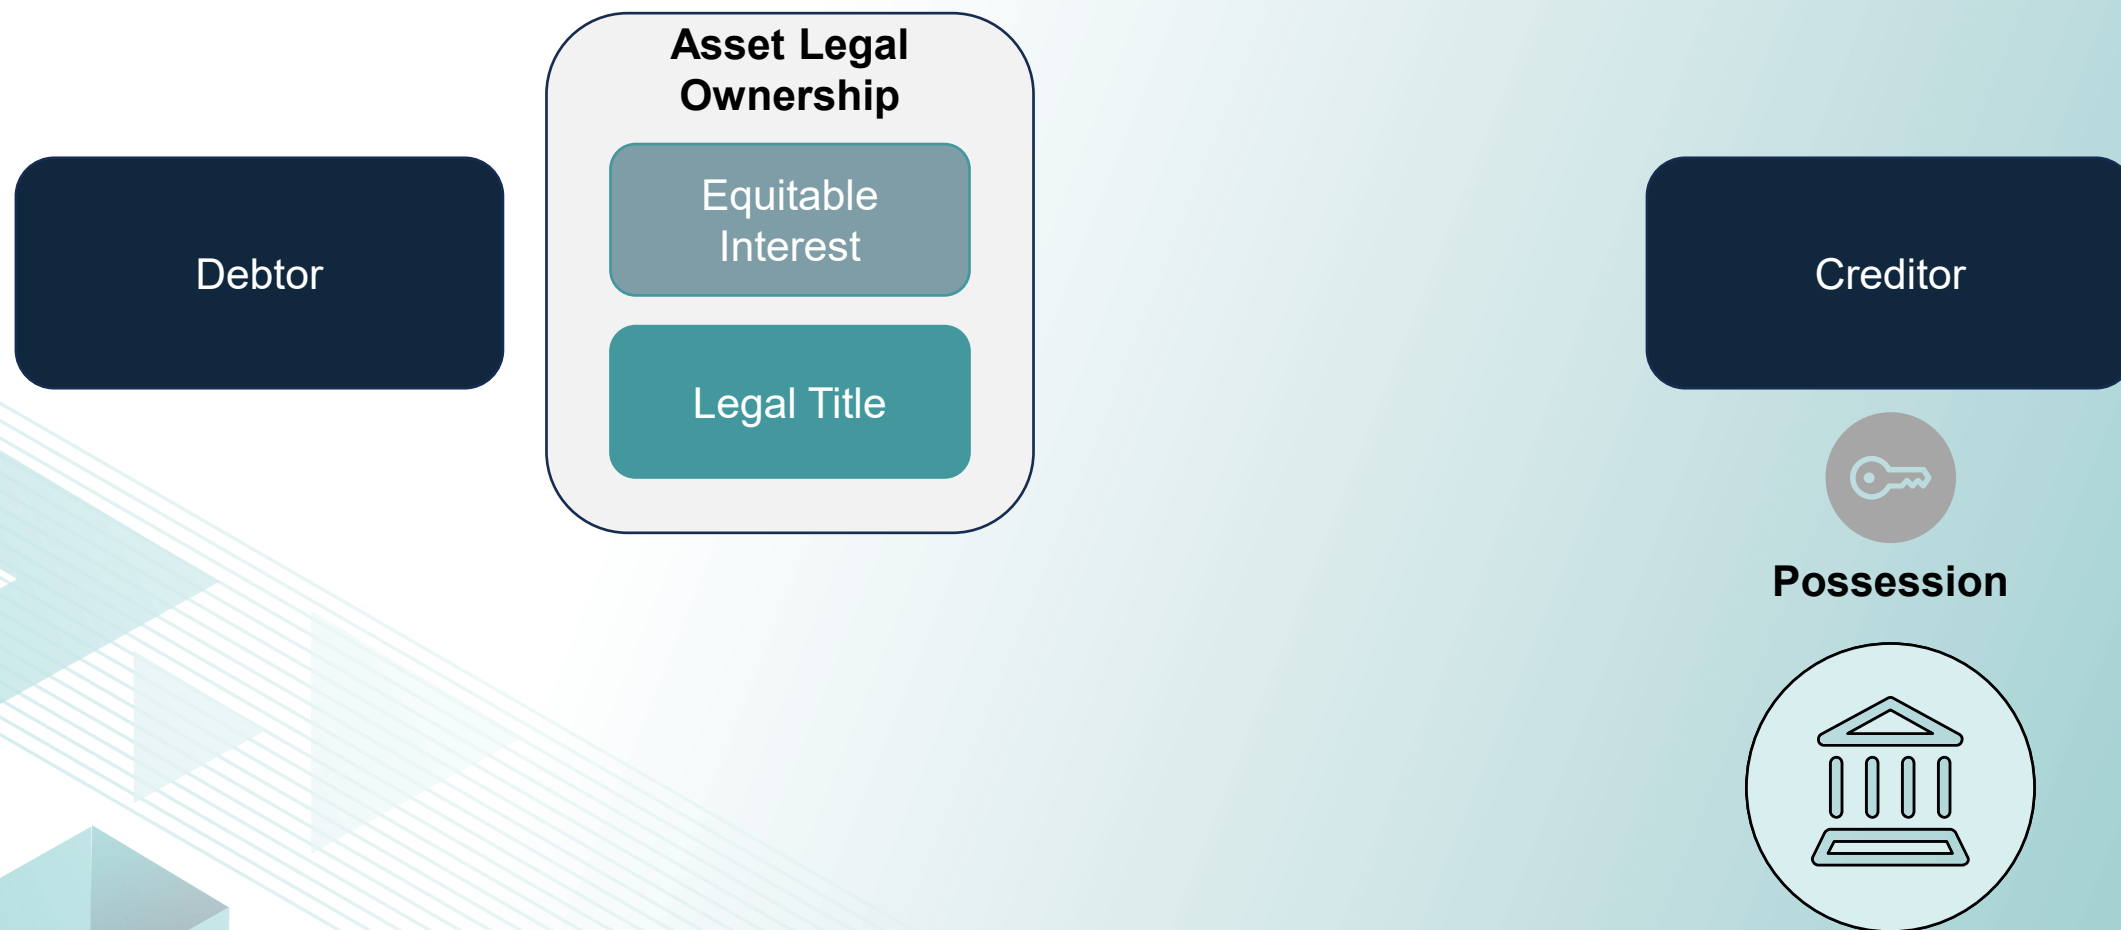 Asset Legal
Ownership
Equitable
Interest
Legal Title
Debtor
Creditor
Possession